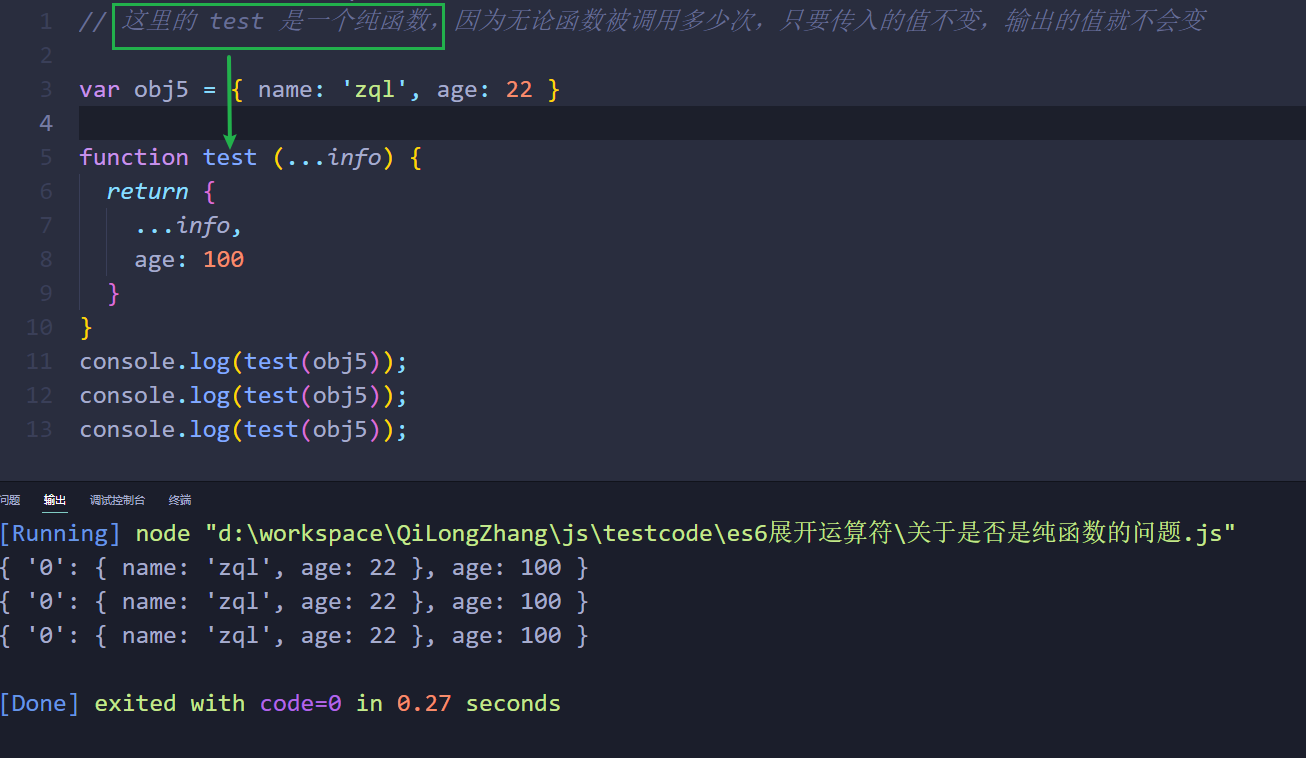 1 // 这里的 test 是一个纯函数，因为无论函数被调用多少次，只要传入的值不变，输出的值就不会变
2
3 var obj5 = { name: 'zql', age: 22 }
4
5 function test (...info) {
6 return {
7 ...info,
8 age: 100
9 }
10 }
11 console.log(test(obj5));
12 console.log(test(obj5));
13 console.log(test(obj5));
问题 输出 调试控制台 终端
[Running] node "d:\workspace\QiLongZhang\js\testcode\es6展开运算符\关于是否是纯函数的问题.js"
{ '0': { name: 'zql', age: 22 }, age: 100 }
{ '0': { name: 'zql', age: 22 }, age: 100 }
{ '0': { name: 'zql', age: 22 }, age: 100 }
[Done] exited with code=0 in 0.27 seconds